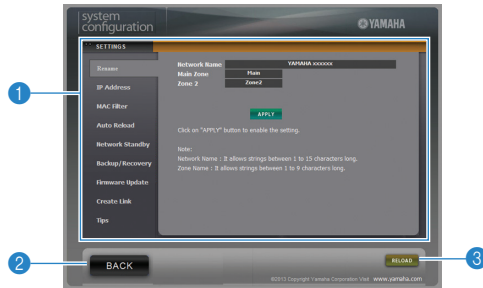 system
configuration
YAMAHA
SETTINGS
Rename
IP Address
MAC Filter
Auto Reload
Network Standby
Backup/Recovery
Firmware Update
Create Link
Tips
Network Name YAMAHA xxxxxx
Main Zone Main
Zone 2 Zone2
APPLY
Click on "APPLY" button to enable the setting.
Note:
Network Name : It allows strings between 1 to 15 characters long.
Zone Name : It allows strings between 1 to 9 characters long.
1
2
BACK
RELOAD
3
©2013 Copyright Yamaha Corporation Visit www.yamaha.com